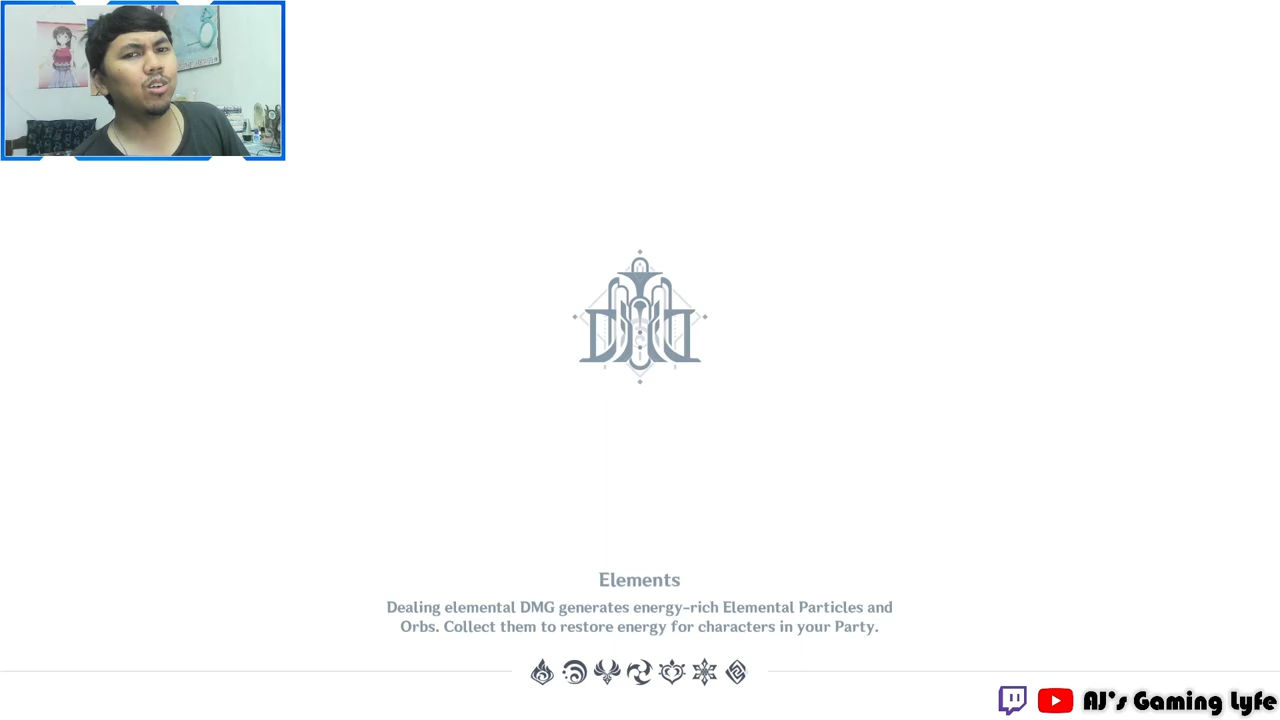 Elements
Dealing elemental DMG generates energy-rich Elemental Particles and
Orbs. Collect them to restore energy for characters in your Party.
AJ's Gaming Lyfe